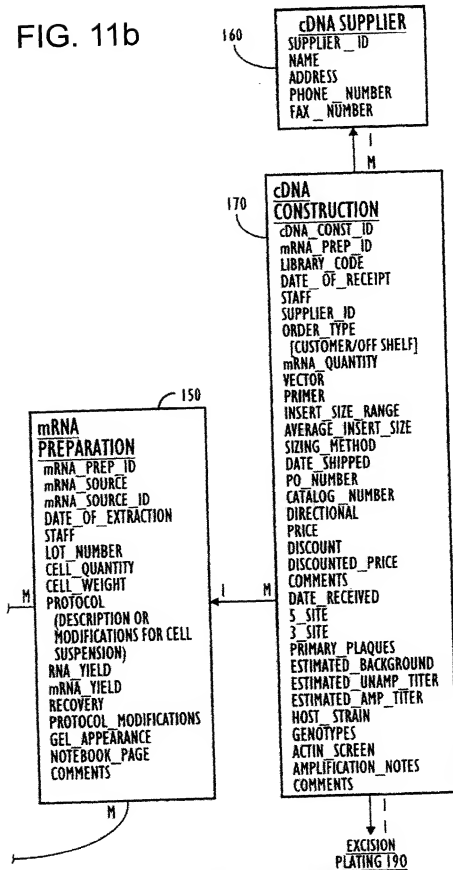 FIG. 11b
160
cDNA SUPPLIER
SUPPLIER_ID
NAME
ADDRESS
PHONE_NUMBER
FAX_NUMBER
1
M
170
cDNA
CONSTRUCTION
cDNA_CONST_ID
mRNA_PREP_ID
LIBRARY_CODE
DATE_OF_RECEIPT
STAFF
SUPPLIER_ID
ORDER_TYPE
[CUSTOMER/OFF SHELF]
mRNA_QUANTITY
VECTOR
PRIMER
INSERT_SIZE_RANGE
AVERAGE_INSERT_SIZE
SIZING_METHOD
DATE_SHIPPED
PO_NUMBER
CATALOG_NUMBER
DIRECTIONAL
PRICE
DISCOUNT
DISCOUNTED_PRICE
COMMENTS
DATE_RECEIVED
5_SITE
3_SITE
PRIMARY_PLAQUES
ESTIMATED_BACKGROUND
ESTIMATED_UNAMP_TITER
ESTIMATED_AMP_TITER
HOST_STRAIN
GENOTYPES
ACTIN_SCREEN
AMPLIFICATION_NOTES
COMMENTS
150
mRNA
PREPARATION
mRNA_PREP_ID
mRNA_SOURCE
mRNA_SOURCE_ID
DATE_OF_EXTRACTION
STAFF
LOT_NUMBER
CELL_QUANTITY
CELL_WEIGHT
PROTOCOL
(DESCRIPTION OR
MODIFICATIONS FOR CELL
SUSPENSION)
RNA_YIELD
mRNA_YIELD
RECOVERY
PROTOCOL_MODIFICATIONS
GEL_APPEARANCE
NOTEBOOK_PAGE
COMMENTS
M
1 M
M
1
1
EXCISION
PLATING 190